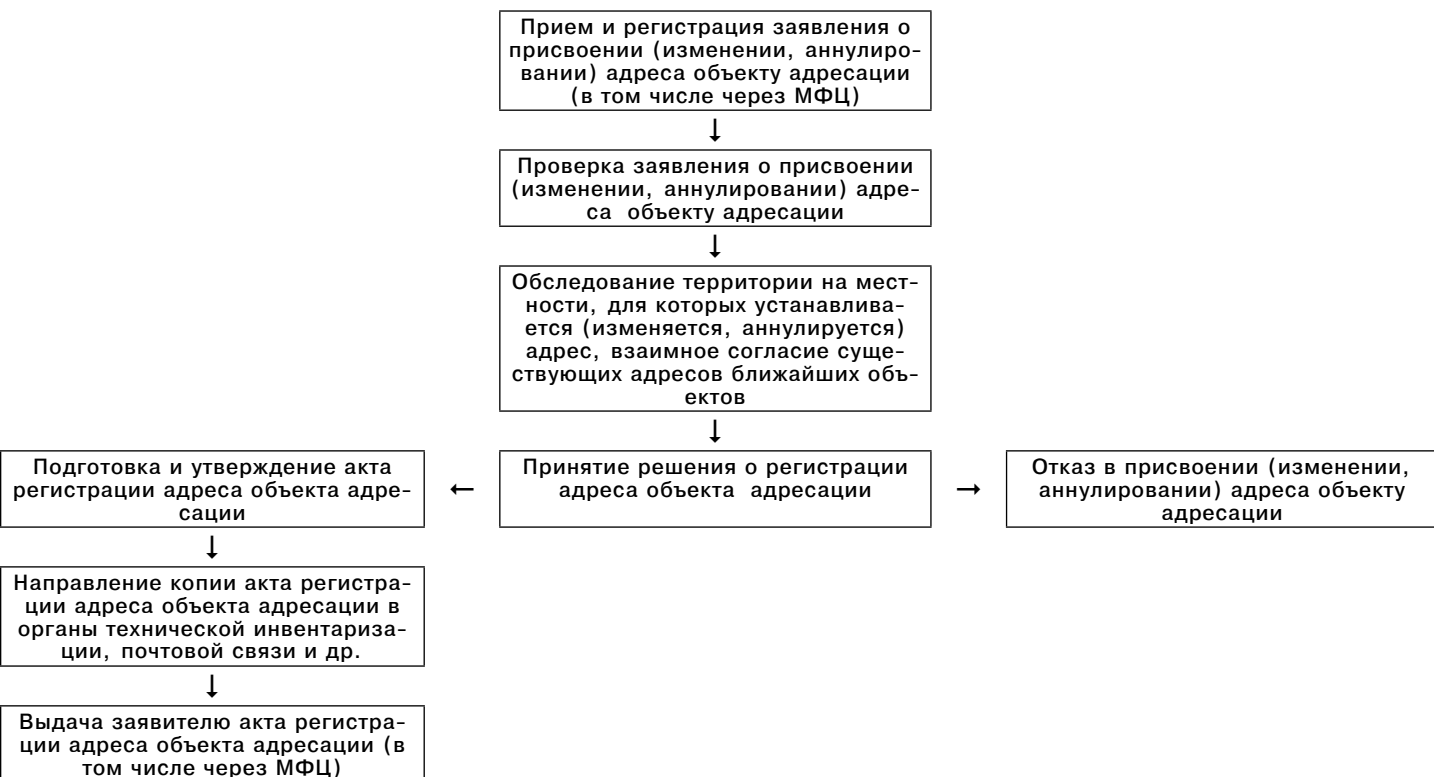 Прием и регистрация заявления о
присвоении (изменении, аннулиро-
вании) адреса объекту адресации
(в том числе через МФЦ)
↓
Проверка заявления о присвоении
(изменении, аннулировании) адре-
са объекту адресации
↓
Обследование территории на мест-
ности, для которых устанавлива-
ется (изменяется, аннулируется)
адрес, взаимное согласие суще-
ствующих адресов ближайших объ-
ектов
↓
Подготовка и утверждение акта
регистрации адреса объекта адре-
сации
←
Принятие решения о регистрации
адреса объекта адресации
→
Отказ в присвоении (изменении,
аннулировании) адреса объекту
адресации
↓
Направление копии акта регистра-
ции адреса объекта адресации в
органы технической инвентариза-
ции, почтовой связи и др.
↓
Выдача заявителю акта регистра-
ции адреса объекта адресации (в
том числе через МФЦ)